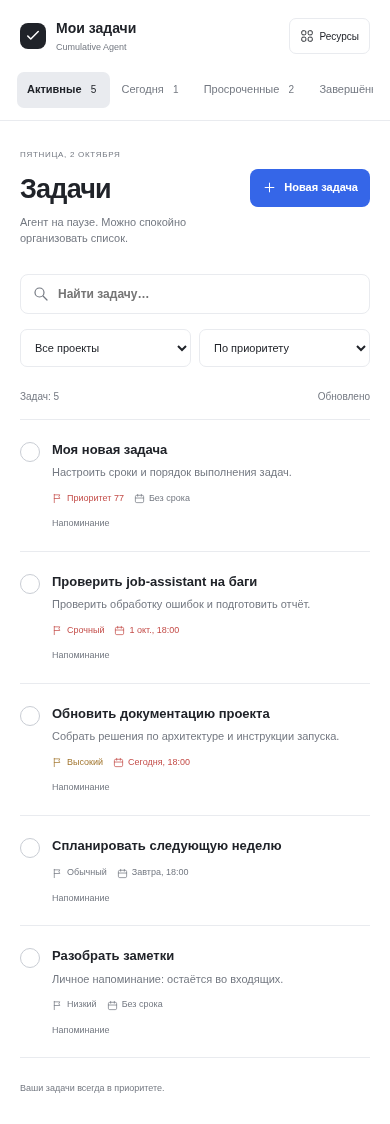 Мои задачи
Cumulative Agent
Ресурсы
Активные 5 Сегодня 1 Просроченные 2
ПЯТНИЦА, 2 ОКТЯБРЯ
Задачи
Новая задача
Агент на паузе. Можно спокойно
организовать список.
Найти задачу...
Все проекты По приоритету
Задач: 5 Обновлено
Моя новая задача
Настроить сроки и порядок выполнения задач.
Приоритет 77 Без срока
Напоминание
Проверить job-assistant на баги
Проверить обработку ошибок и подготовить отчёт.
Срочный 1 окт., 18:00
Напоминание
Обновить документацию проекта
Собрать решения по архитектуре и инструкции запуска.
Высокий Сегодня, 18:00
Напоминание
Спланировать следующую неделю
Обычный Завтра, 18:00
Напоминание
Разобрать заметки
Личное напоминание: остаётся во входящих.
Низкий Без срока
Напоминание
Ваши задачи всегда в приоритете.